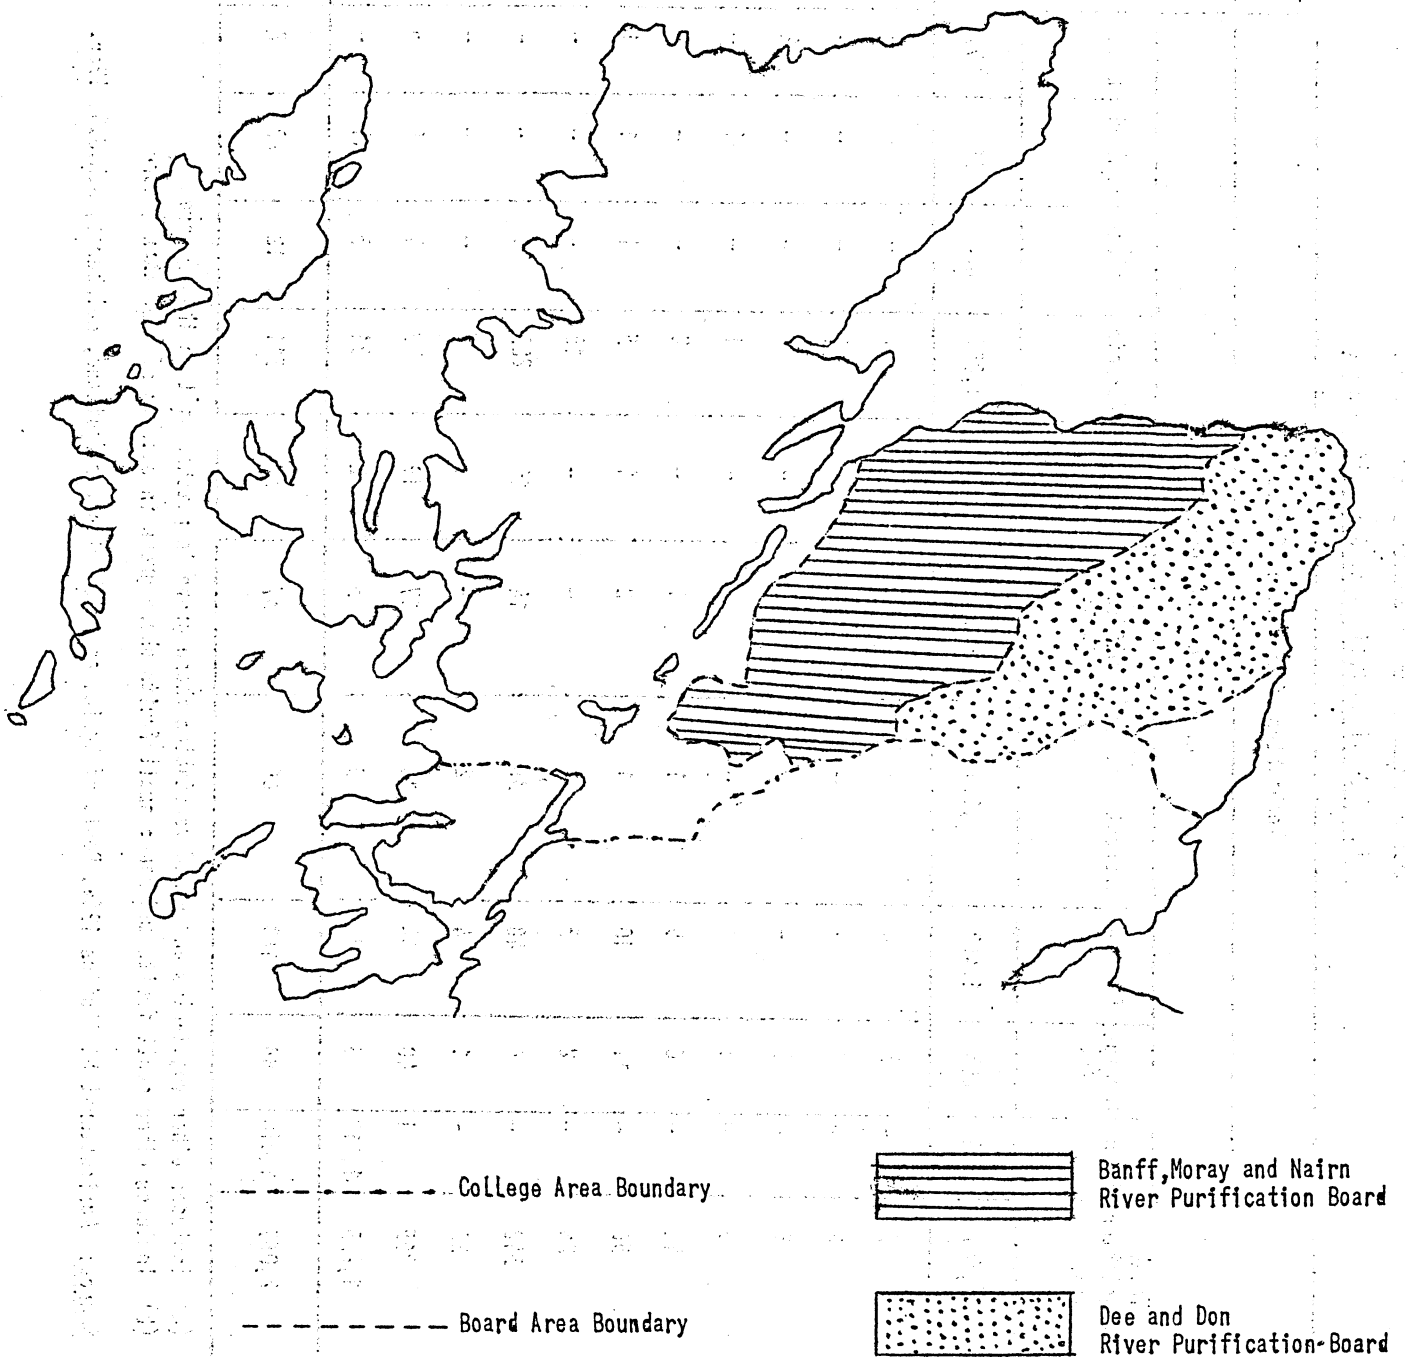 College Area Boundary
Banff,Moray and Nairn
River Purification Board
Board Area Boundary
Dee and Don
River Purification-Board